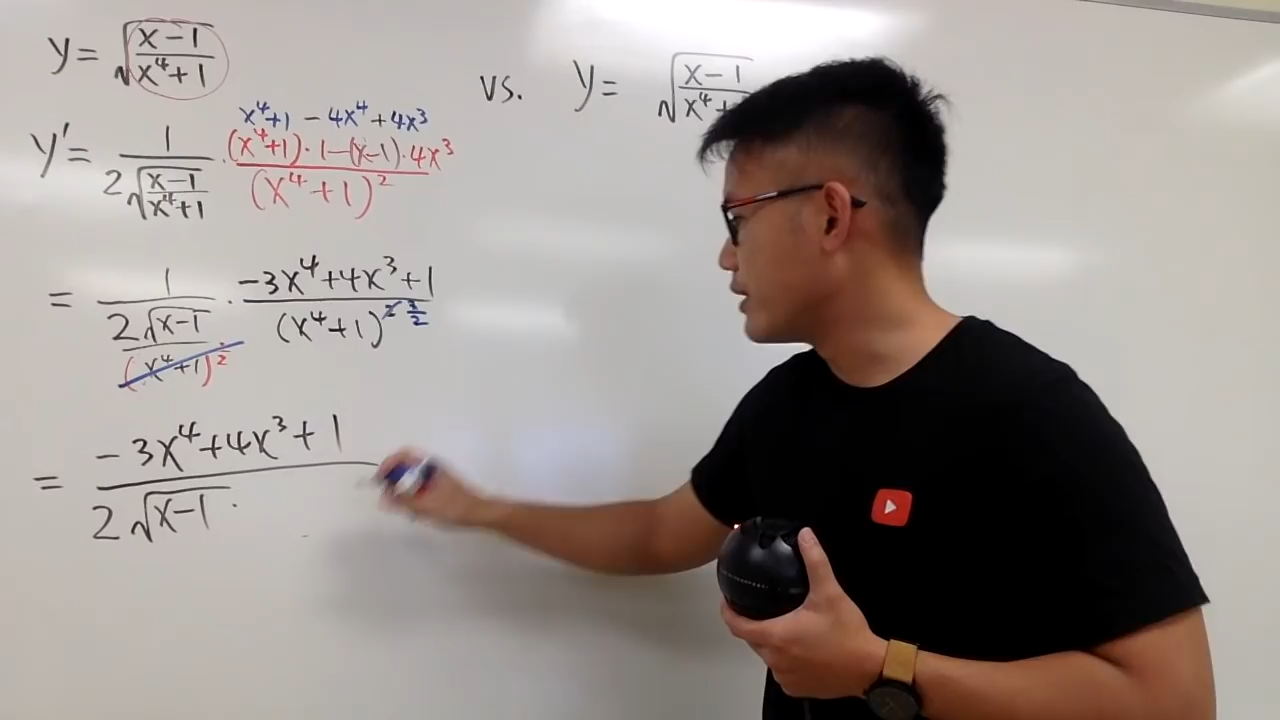 y = √((x-1)/(x⁴+1))
vs. y = √((x-1)/(x⁴+
x⁴+1 - 4x⁴ + 4x³
y' = 1/(2√((x-1)/(x⁴+1))) · ((x⁴+1)·1-(x-1)·4x³)/(x⁴+1)²
= 1/(2√(x-1)/(x⁴+1)^(1/2)) · (-3x⁴+4x³+1)/(x⁴+1)^(2 3/2)
= (-3x⁴+4x³+1)/(2√(x-1) ·